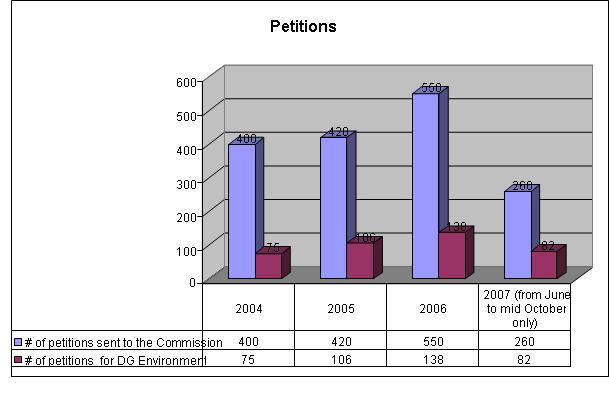 Petitions
600
500
400
300
200
100
0
400
75
420
106
550
138
260
82
2004 2005 2006 2007 (from June
to mid October
only)
# of petitions sent to the Commission 400 420 550 260
# of petitions for DG Environment 75 106 138 82